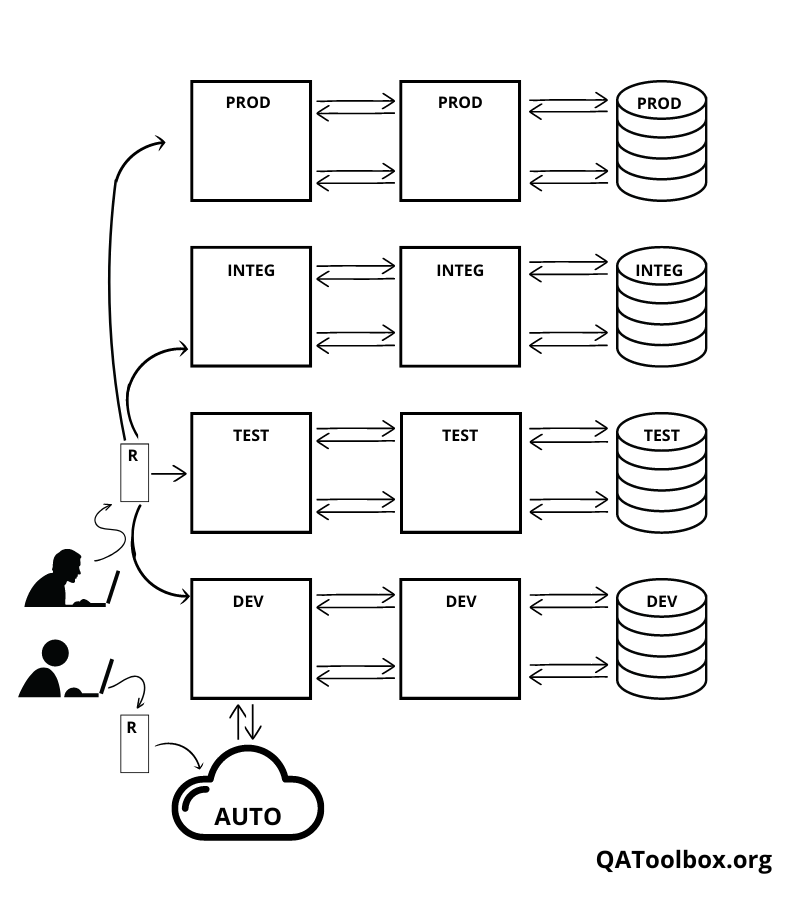 PROD PROD PROD
INTEG INTEG INTEG
TEST TEST TEST
R
DEV DEV DEV
R
AUTO
QAToolbox.org